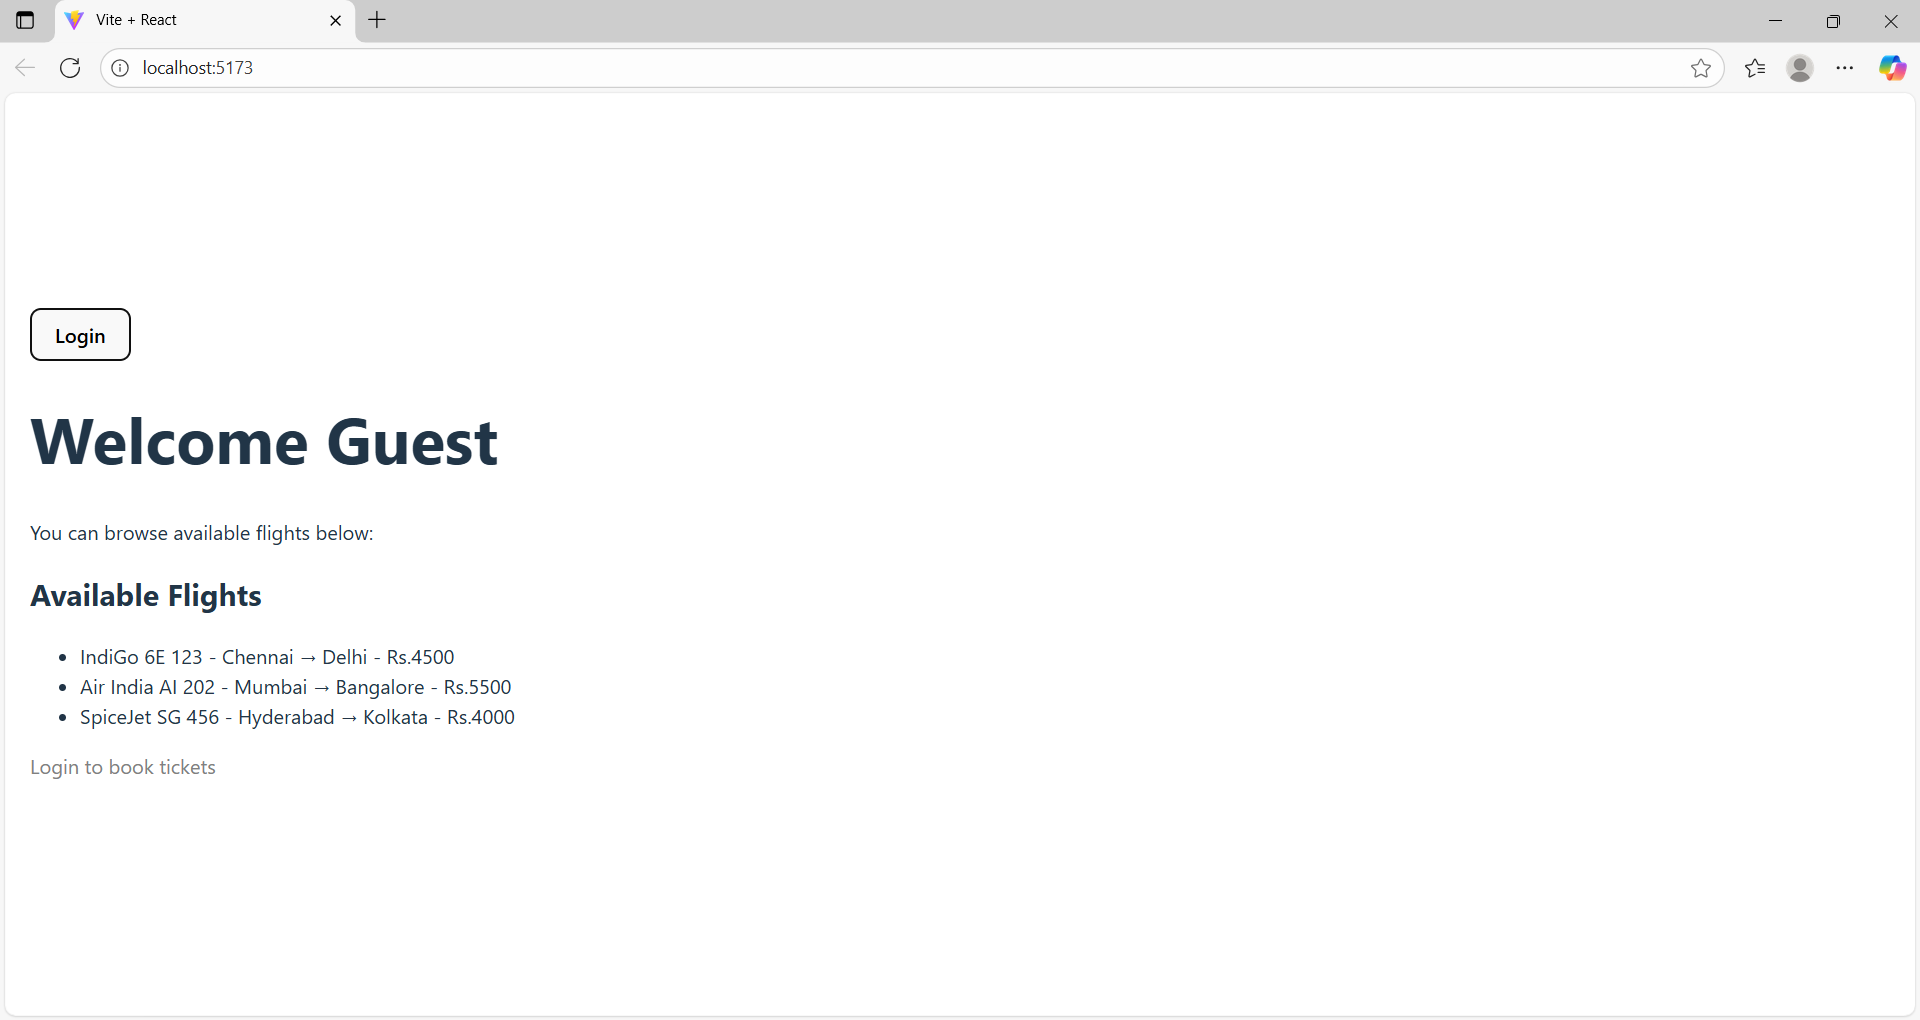 Vite + React
localhost:5173
Login
Welcome Guest
You can browse available flights below:
Available Flights
• IndiGo 6E 123 - Chennai → Delhi - Rs.4500
• Air India AI 202 - Mumbai → Bangalore - Rs.5500
• SpiceJet SG 456 - Hyderabad → Kolkata - Rs.4000
Login to book tickets